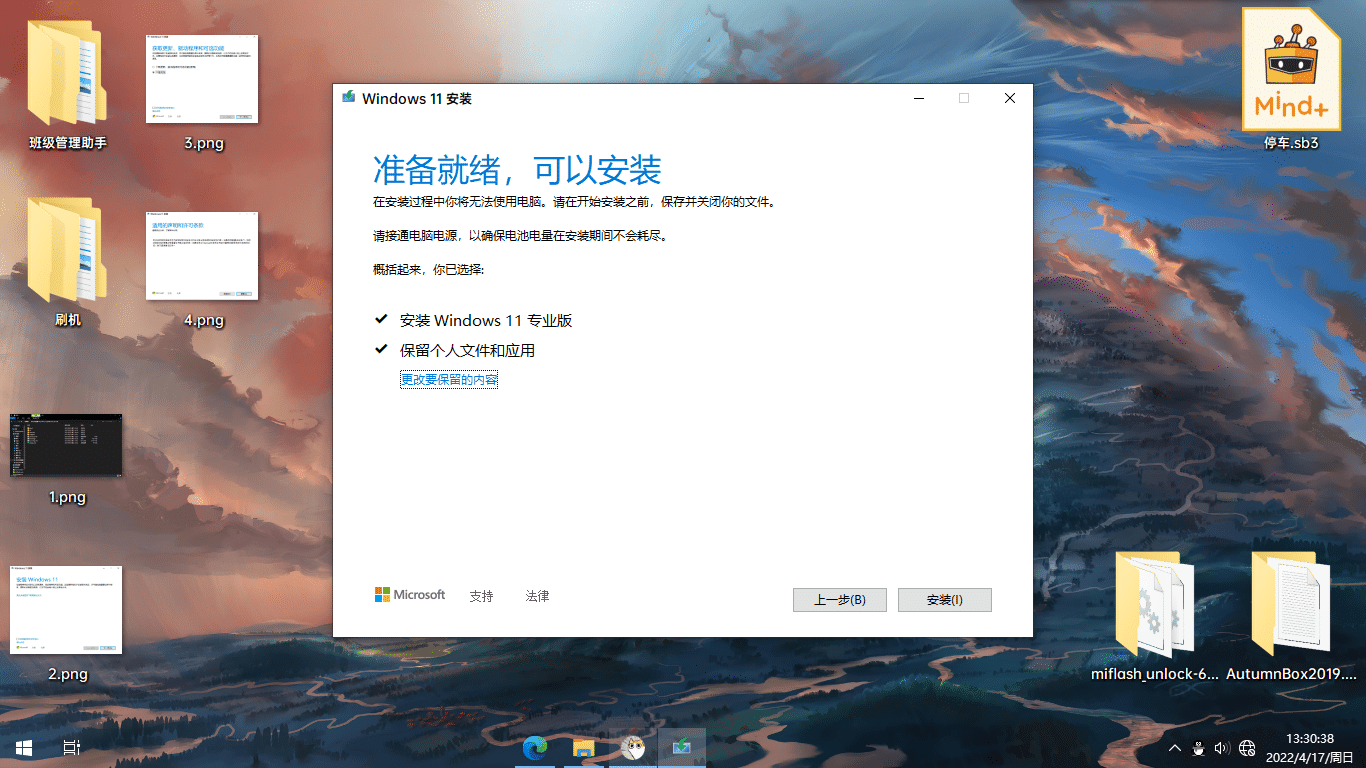 班级管理助手
3.png
刷机
4.png
1.png
2.png
Windows 11 安装
准备就绪，可以安装
在安装过程中你将无法使用电脑。请在开始安装之前，保存并关闭你的文件。
请接通电脑电源，以确保电池电量在安装期间不会耗尽。
概括起来，你已选择:
安装 Windows 11 专业版
保留个人文件和应用
更改要保留的内容
Microsoft 支持 法律
上一步(B) 安装(I)
Mind+
停车.sb3
miflash_unlock-6...
AutumnBox2019....
13:30:38
2022/4/17/周日